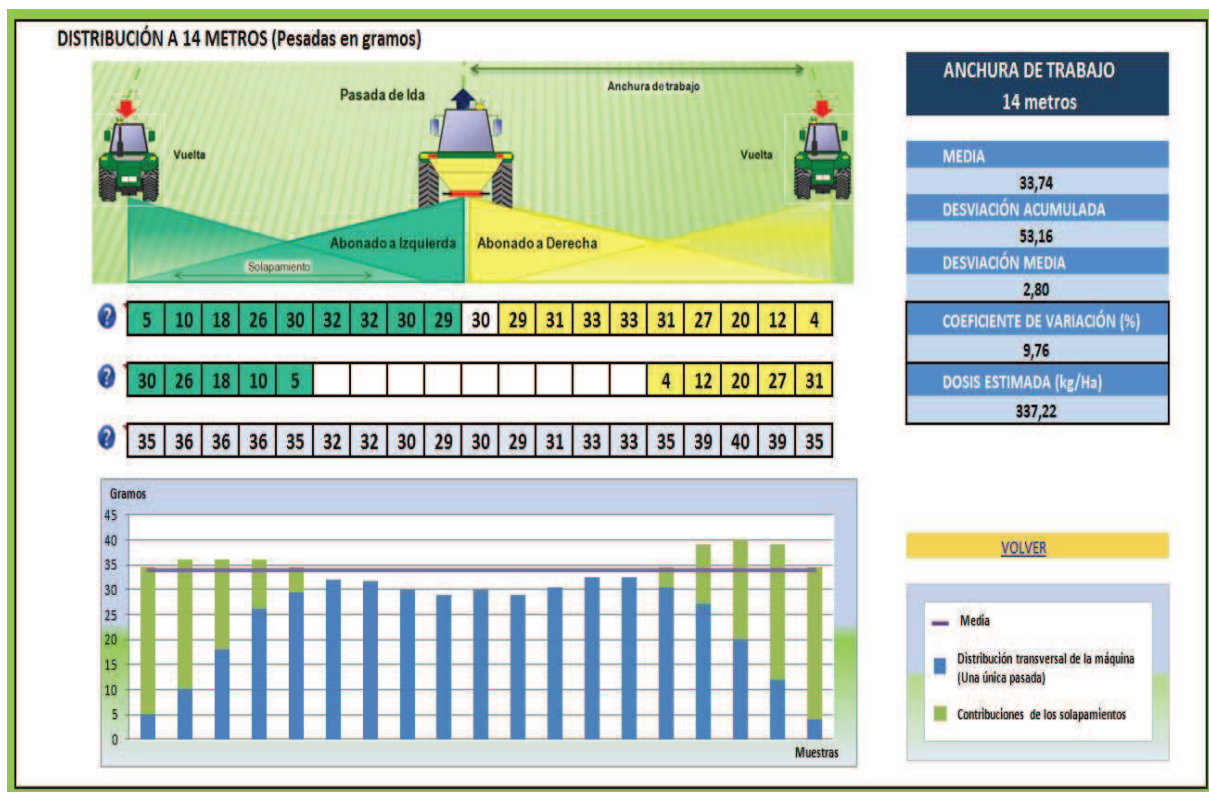 DISTRIBUCIÓN A 14 METROS (Pesadas en gramos)
Pasada de Ida
Anchura de trabajo
Vuelta
Vuelta
Abonado a Izquierda
Abonado a Derecha
Solapamiento
? 5 10 18 26 30 32 32 30 29 30 29 31 33 33 31 27 20 12 4
? 30 26 18 10 5 4 12 20 27 31
? 35 36 36 36 35 32 32 30 29 30 29 31 33 33 35 39 40 39 35
Gramos
45
40
35
30
25
20
15
10
5
0
Muestras
ANCHURA DE TRABAJO
14 metros
MEDIA
33,74
DESVIACIÓN ACUMULADA
53,16
DESVIACIÓN MEDIA
2,80
COEFICIENTE DE VARIACIÓN (%)
9,76
DOSIS ESTIMADA (kg/Ha)
337,22
VOLVER
Media
Distribución transversal de la máquina
(Una única pasada)
Contribuciones de los solapamientos